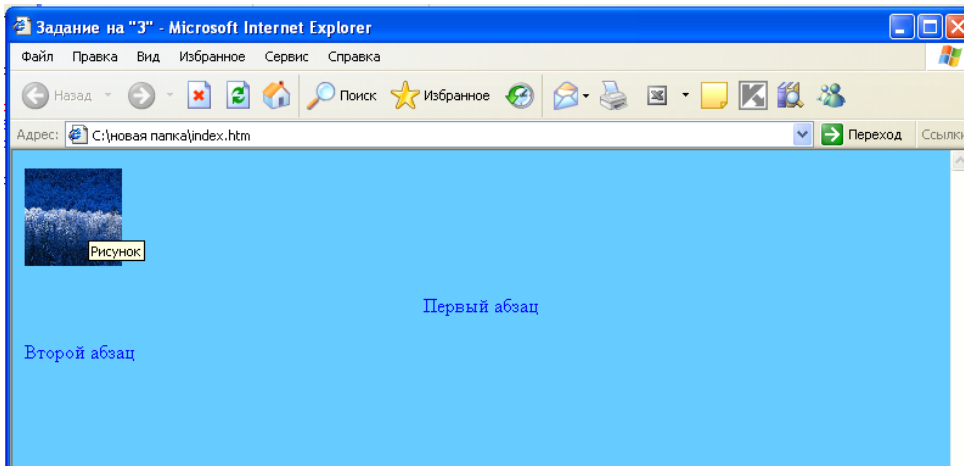 Задание на "3" - Microsoft Internet Explorer
Файл Правка Вид Избранное Сервис Справка
Назад Поиск Избранное
Адрес: C:\новая папка\index.htm Переход Ссылки
Рисунок
Первый абзац
Второй абзац